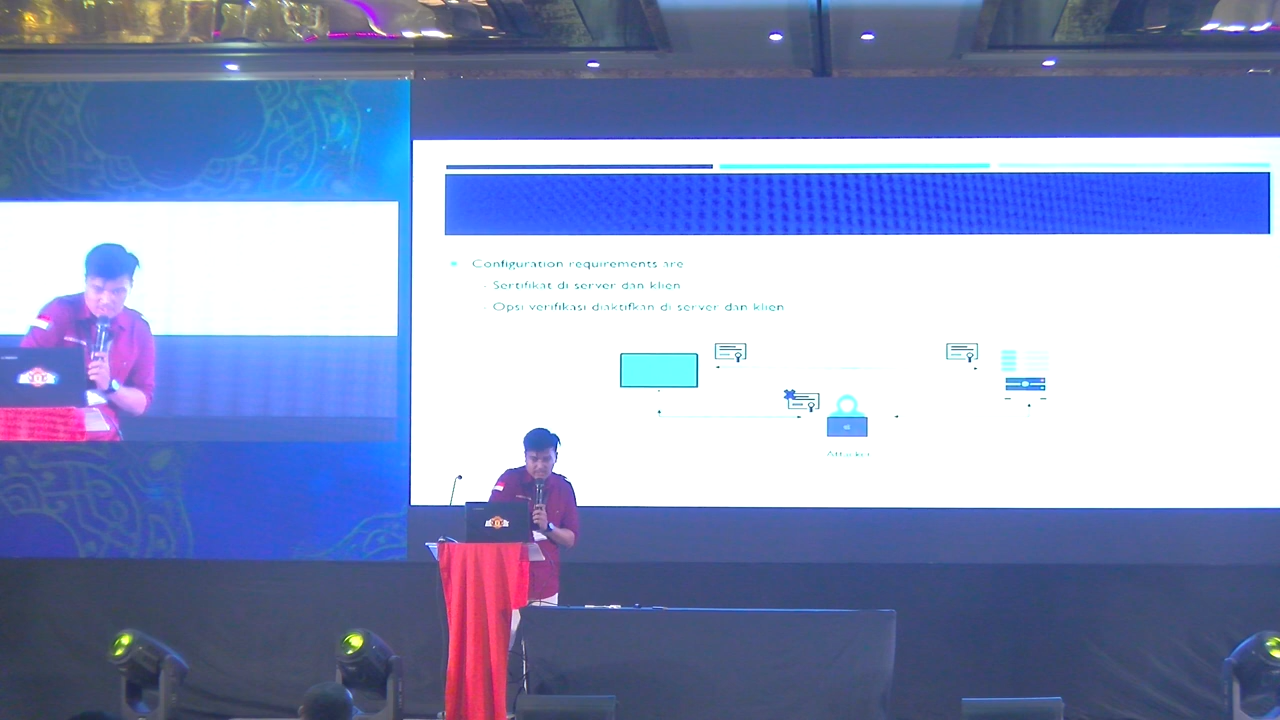 Configuration requirements are
- Sertifikat di server dan klien
- Opsi verifikasi diaktifkan di server dan klien
Attacker